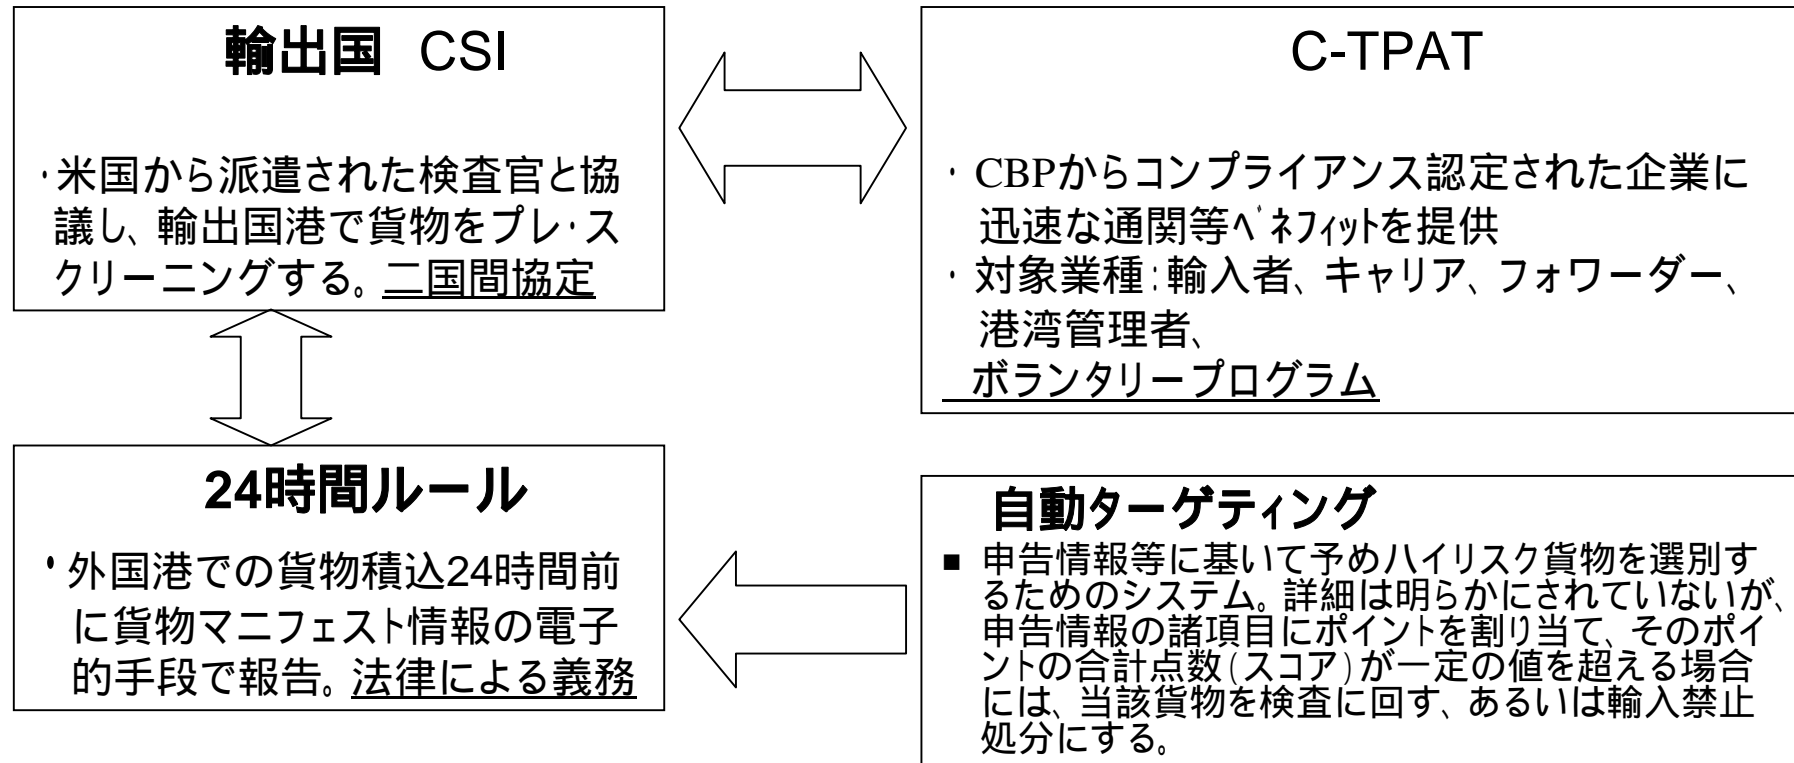 輸出国 CSI
・米国から派遣された検査官と協
議し、輸出国港で貨物をプレ・ス
クリーニングする。二国間協定
C-TPAT
・CBPからコンプライアンス認定された企業に
迅速な通関等ﾍﾞﾈﾌｨｯﾄを提供
・対象業種:輸入者、キャリア、フォワーダー、
港湾管理者、
ボランタリープログラム
24時間ルール
・外国港での貨物積込24時間前
に貨物マニフェスト情報の電子
的手段で報告。法律による義務
自動ターゲティング
■ 申告情報等に基いて予めハイリスク貨物を選別す
るためのシステム。詳細は明らかにされていないが、
申告情報の諸項目にポイントを割り当て、そのポイ
ントの合計点数(スコア)が一定の値を超える場合
には、当該貨物を検査に回す、あるいは輸入禁止
処分にする。